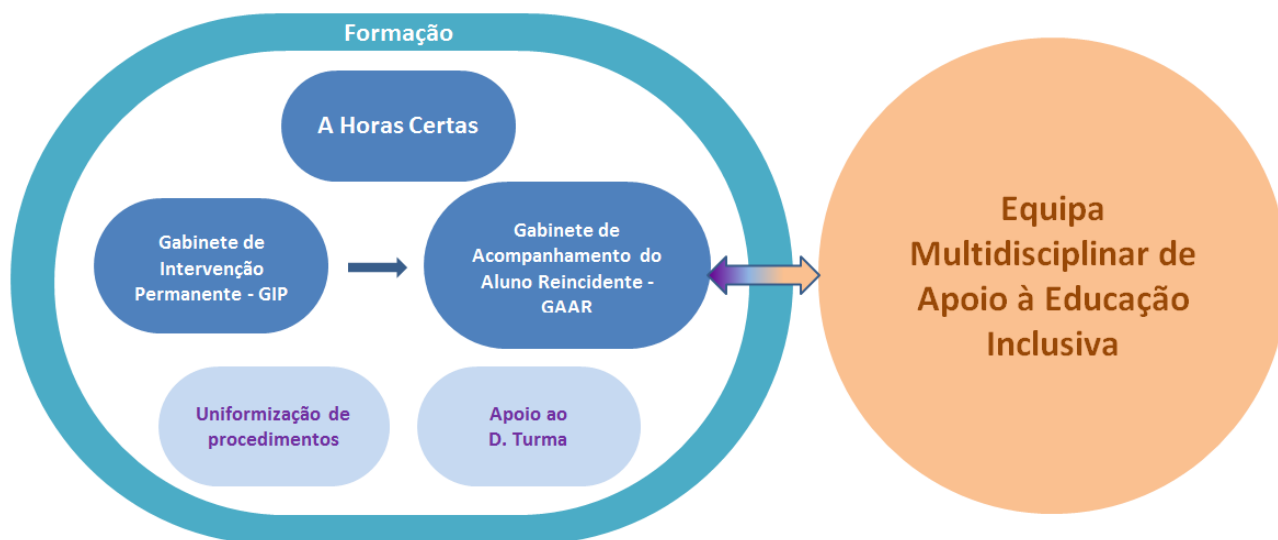 Formação
A Horas Certas
Gabinete de
Intervenção
Permanente - GIP
Gabinete de
Acompanhamento do
Aluno Reincidente -
GAAR
Uniformização de
procedimentos
Apoio ao
D. Turma
Equipa
Multidisciplinar de
Apoio à Educação
Inclusiva